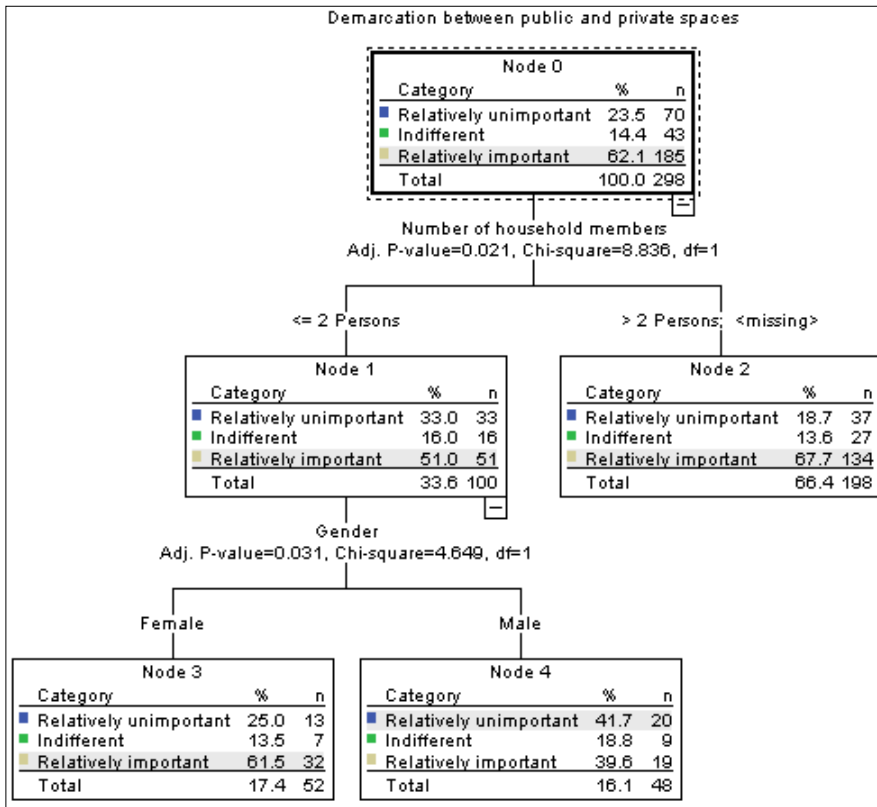 Demarcation between public and private spaces
Node 0
Category % n
Relatively unimportant 23.5 70
Indifferent 14.4 43
Relatively important 62.1 185
Total 100.0 298
Number of household members
Adj. P-value=0.021, Chi-square=8.836, df=1
<= 2 Persons
> 2 Persons; <missing>
Node 1
Category % n
Relatively unimportant 33.0 33
Indifferent 16.0 16
Relatively important 51.0 51
Total 33.6 100
Node 2
Category % n
Relatively unimportant 18.7 37
Indifferent 13.6 27
Relatively important 67.7 134
Total 66.4 198
Gender
Adj. P-value=0.031, Chi-square=4.649, df=1
Female
Male
Node 3
Category % n
Relatively unimportant 25.0 13
Indifferent 13.5 7
Relatively important 61.5 32
Total 17.4 52
Node 4
Category % n
Relatively unimportant 41.7 20
Indifferent 18.8 9
Relatively important 39.6 19
Total 16.1 48